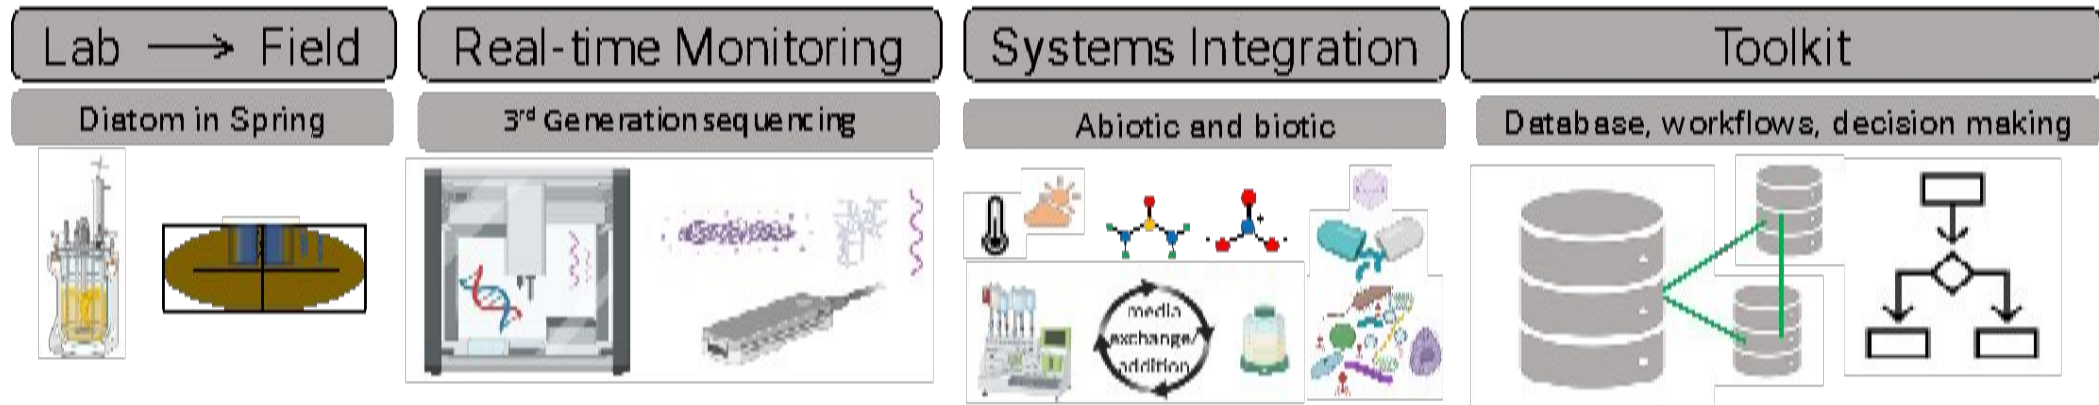 Lab → Field
Real-time Monitoring
Systems Integration
Toolkit
Diatom in Spring
3rd Generation sequencing
Abiotic and biotic
Database, workflows, decision making
media
exchange/
addition